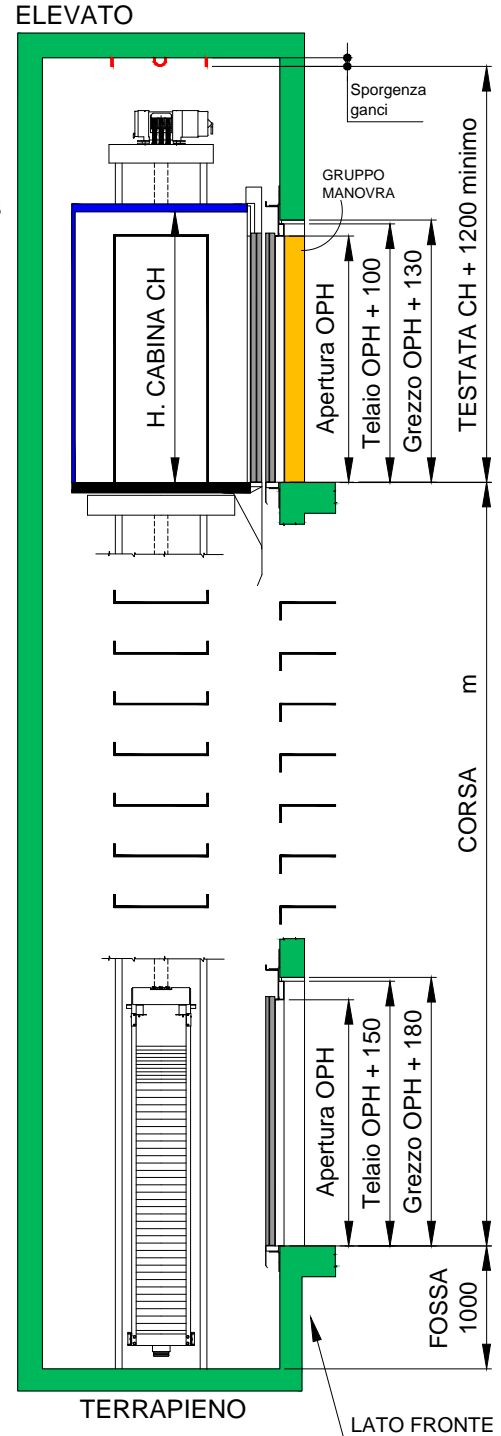 ELEVATO
Sporgenza
ganci
GRUPPO
MANOVRA
H. CABINA CH
Apertura OPH
Telaio OPH + 100
Grezzo OPH + 130
TESTATA CH + 1200 minimo
m
CORSA
Apertura OPH
Telaio OPH + 150
Grezzo OPH + 180
FOSSA
1000
TERRAPIENO
LATO FRONTE